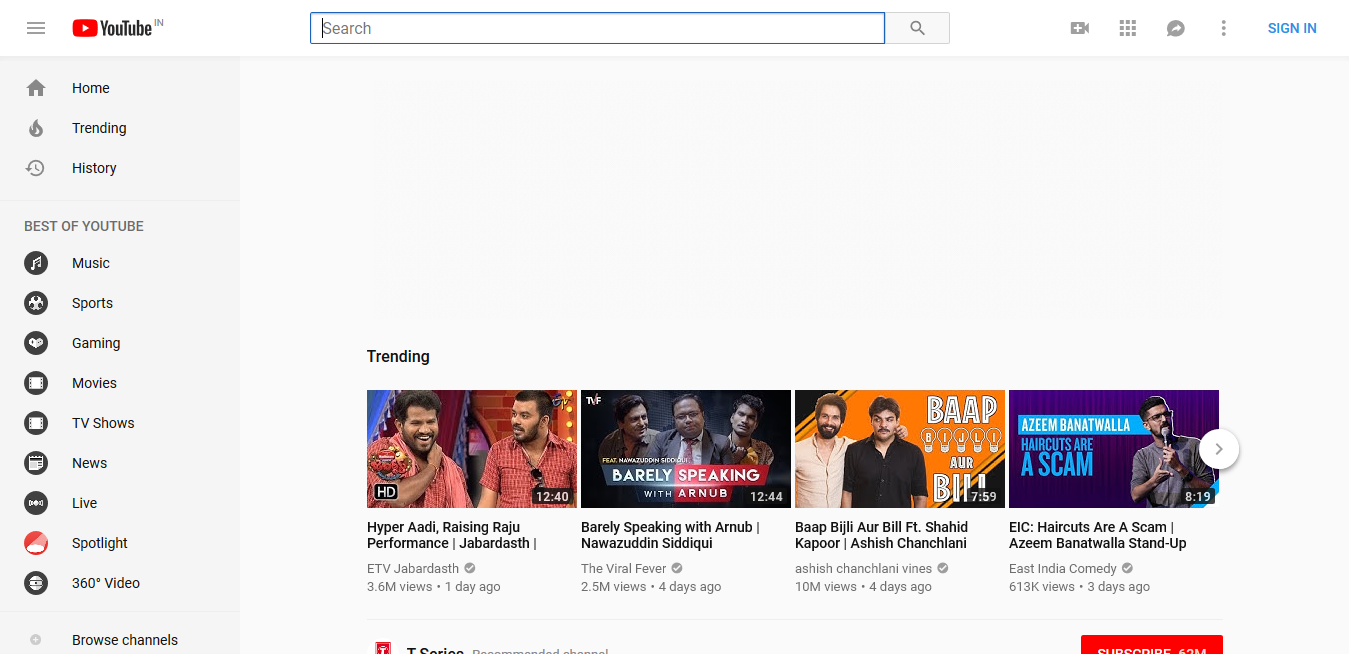 YouTube IN
Search
SIGN IN
Home
Trending
History
BEST OF YOUTUBE
Music
Sports
Gaming
Movies
TV Shows
News
Live
Spotlight
360° Video
Browse channels
Trending
HD
12:40
TVF
FEAT. NAWAZUDDIN SIDDIQUI
BARELY SPEAKING
WITH ARNUB
12:44
BAAP
BIJLI
AUR
BILL
7:59
AZEEM BANATWALLA
HAIRCUTS ARE
A SCAM
8:19
Hyper Aadi, Raising Raju
Performance | Jabardasth |
ETV Jabardasth
3.6M views • 1 day ago
Barely Speaking with Arnub |
Nawazuddin Siddiqui
The Viral Fever
2.5M views • 4 days ago
Baap Bijli Aur Bill Ft. Shahid
Kapoor | Ashish Chanchlani
ashish chanchlani vines
10M views • 4 days ago
EIC: Haircuts Are A Scam |
Azeem Banatwalla Stand-Up
East India Comedy
613K views • 3 days ago
T-Series Recommended channel
SUBSCRIBE 62M